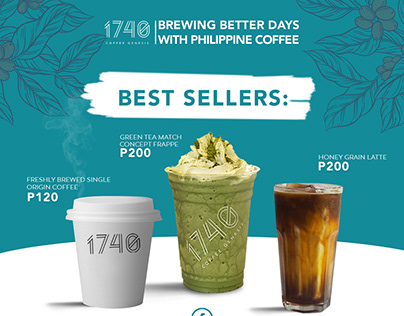 1740
COFFEE GENESIS
BREWING BETTER DAYS
WITH PHILIPPINE COFFEE
BEST SELLERS:
GREEN TEA MATCH
CONCEPT FRAPPE
P200
HONEY GRAIN LATTE
P200
FRESHLY BREWED SINGLE
ORIGIN COFFEE
P120
1740
1740
COFFEE GENESIS
f